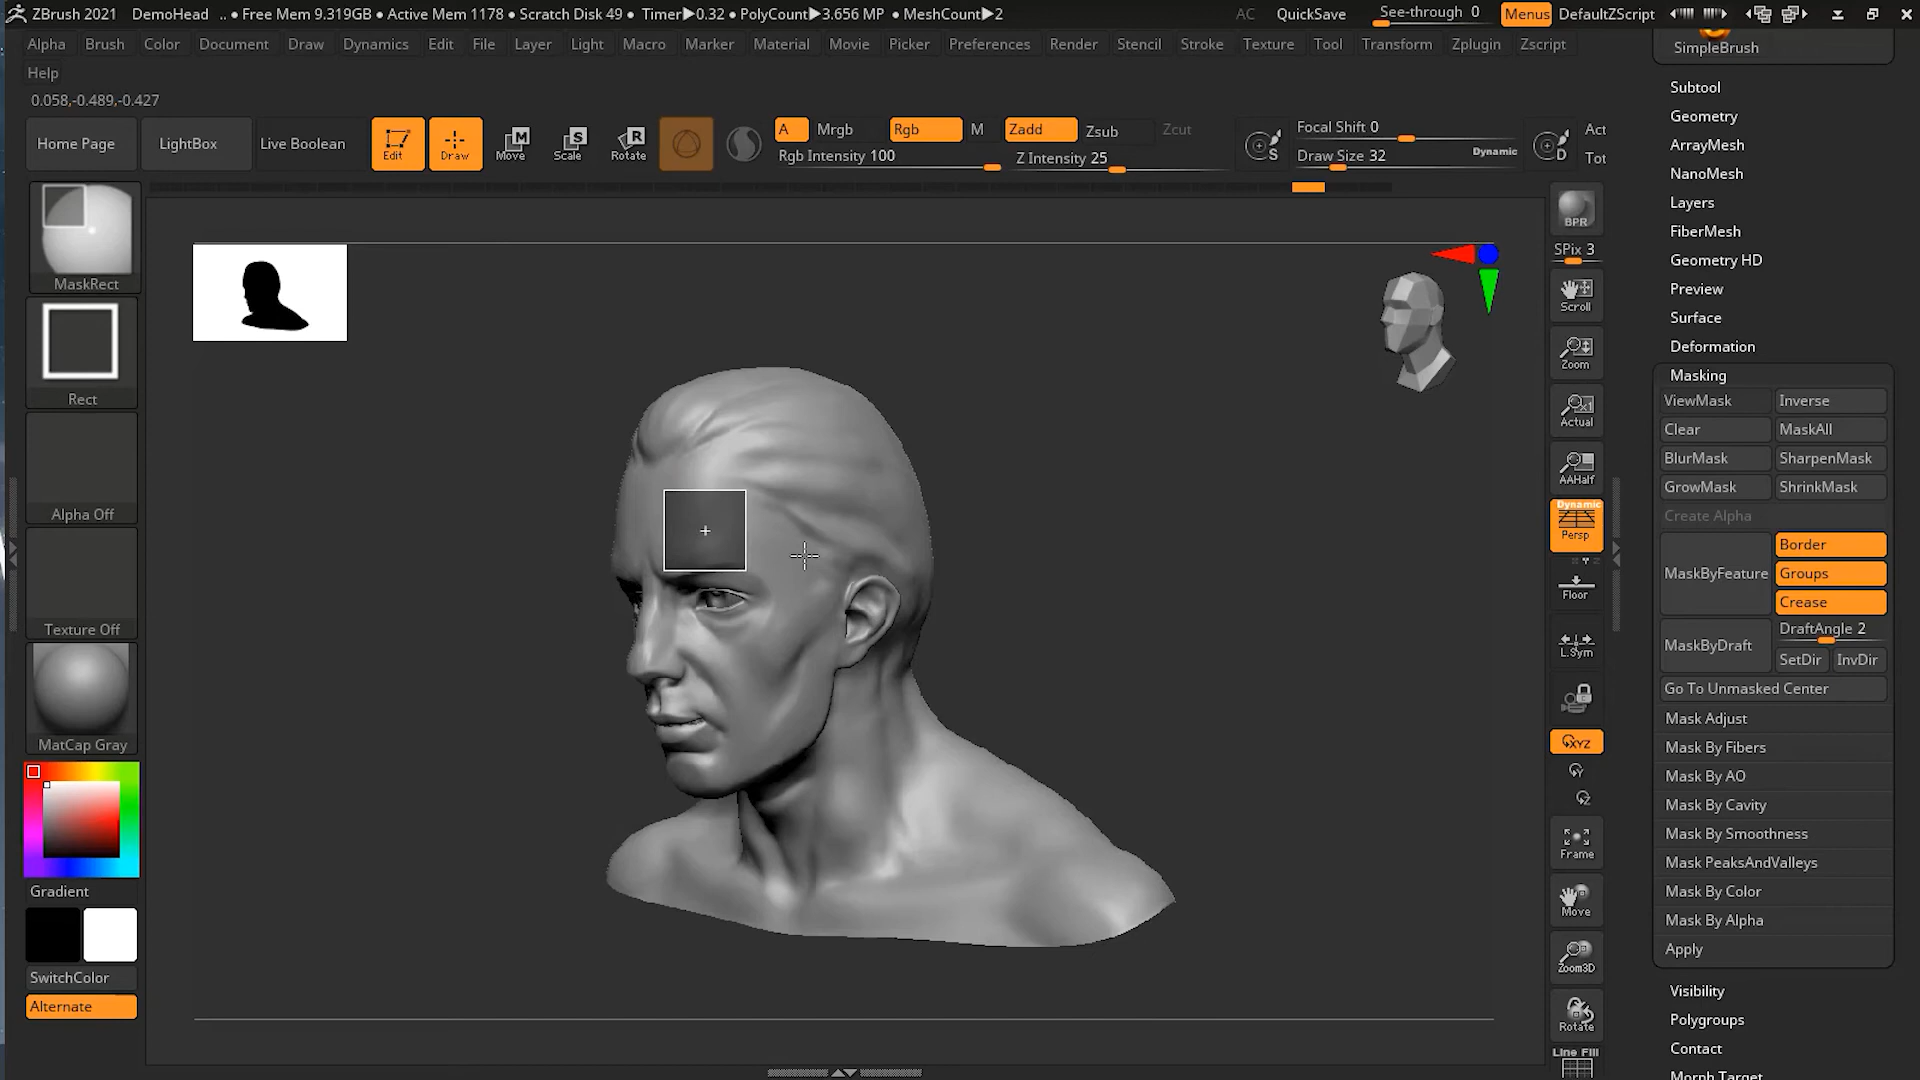 ZBrush 2021 DemoHead .. • Free Mem 9.319GB • Active Mem 1178 • Scratch Disk 49 • Timer▶0.32 • PolyCount▶3.656 MP • MeshCount▶2 AC QuickSave See-through 0 Menus DefaultZScript
Alpha Brush Color Document Draw Dynamics Edit File Layer Light Macro Marker Material Movie Picker Preferences Render Stencil Stroke Texture Tool Transform Zplugin Zscript
Help
0.058,-0.489,-0.427
Home Page LightBox Live Boolean Edit Draw Move Scale Rotate
M S R
A Mrgb Rgb M Zadd Zsub Zcut
Rgb Intensity 100 Z Intensity 25
S Focal Shift 0
Draw Size 32 Dynamic
D Act
Tot
MaskRect
Rect
Alpha Off
Texture Off
MatCap Gray
Gradient
SwitchColor
Alternate
BPR
SPix 3
Scroll
Zoom
Actual
AAHalf
Dynamic
Persp
Floor
L.Sym
XYZ
Y
Z
Frame
Move
Zoom3D
Rotate
Line Fill
SimpleBrush
Subtool
Geometry
ArrayMesh
NanoMesh
Layers
FiberMesh
Geometry HD
Preview
Surface
Deformation
Masking
ViewMask Inverse
Clear MaskAll
BlurMask SharpenMask
GrowMask ShrinkMask
Create Alpha
MaskByFeature Border
Groups
Crease
MaskByDraft DraftAngle 2
SetDir InvDir
Go To Unmasked Center
Mask Adjust
Mask By Fibers
Mask By AO
Mask By Cavity
Mask By Smoothness
Mask PeaksAndValleys
Mask By Color
Mask By Alpha
Apply
Visibility
Polygroups
Contact
Morph Target